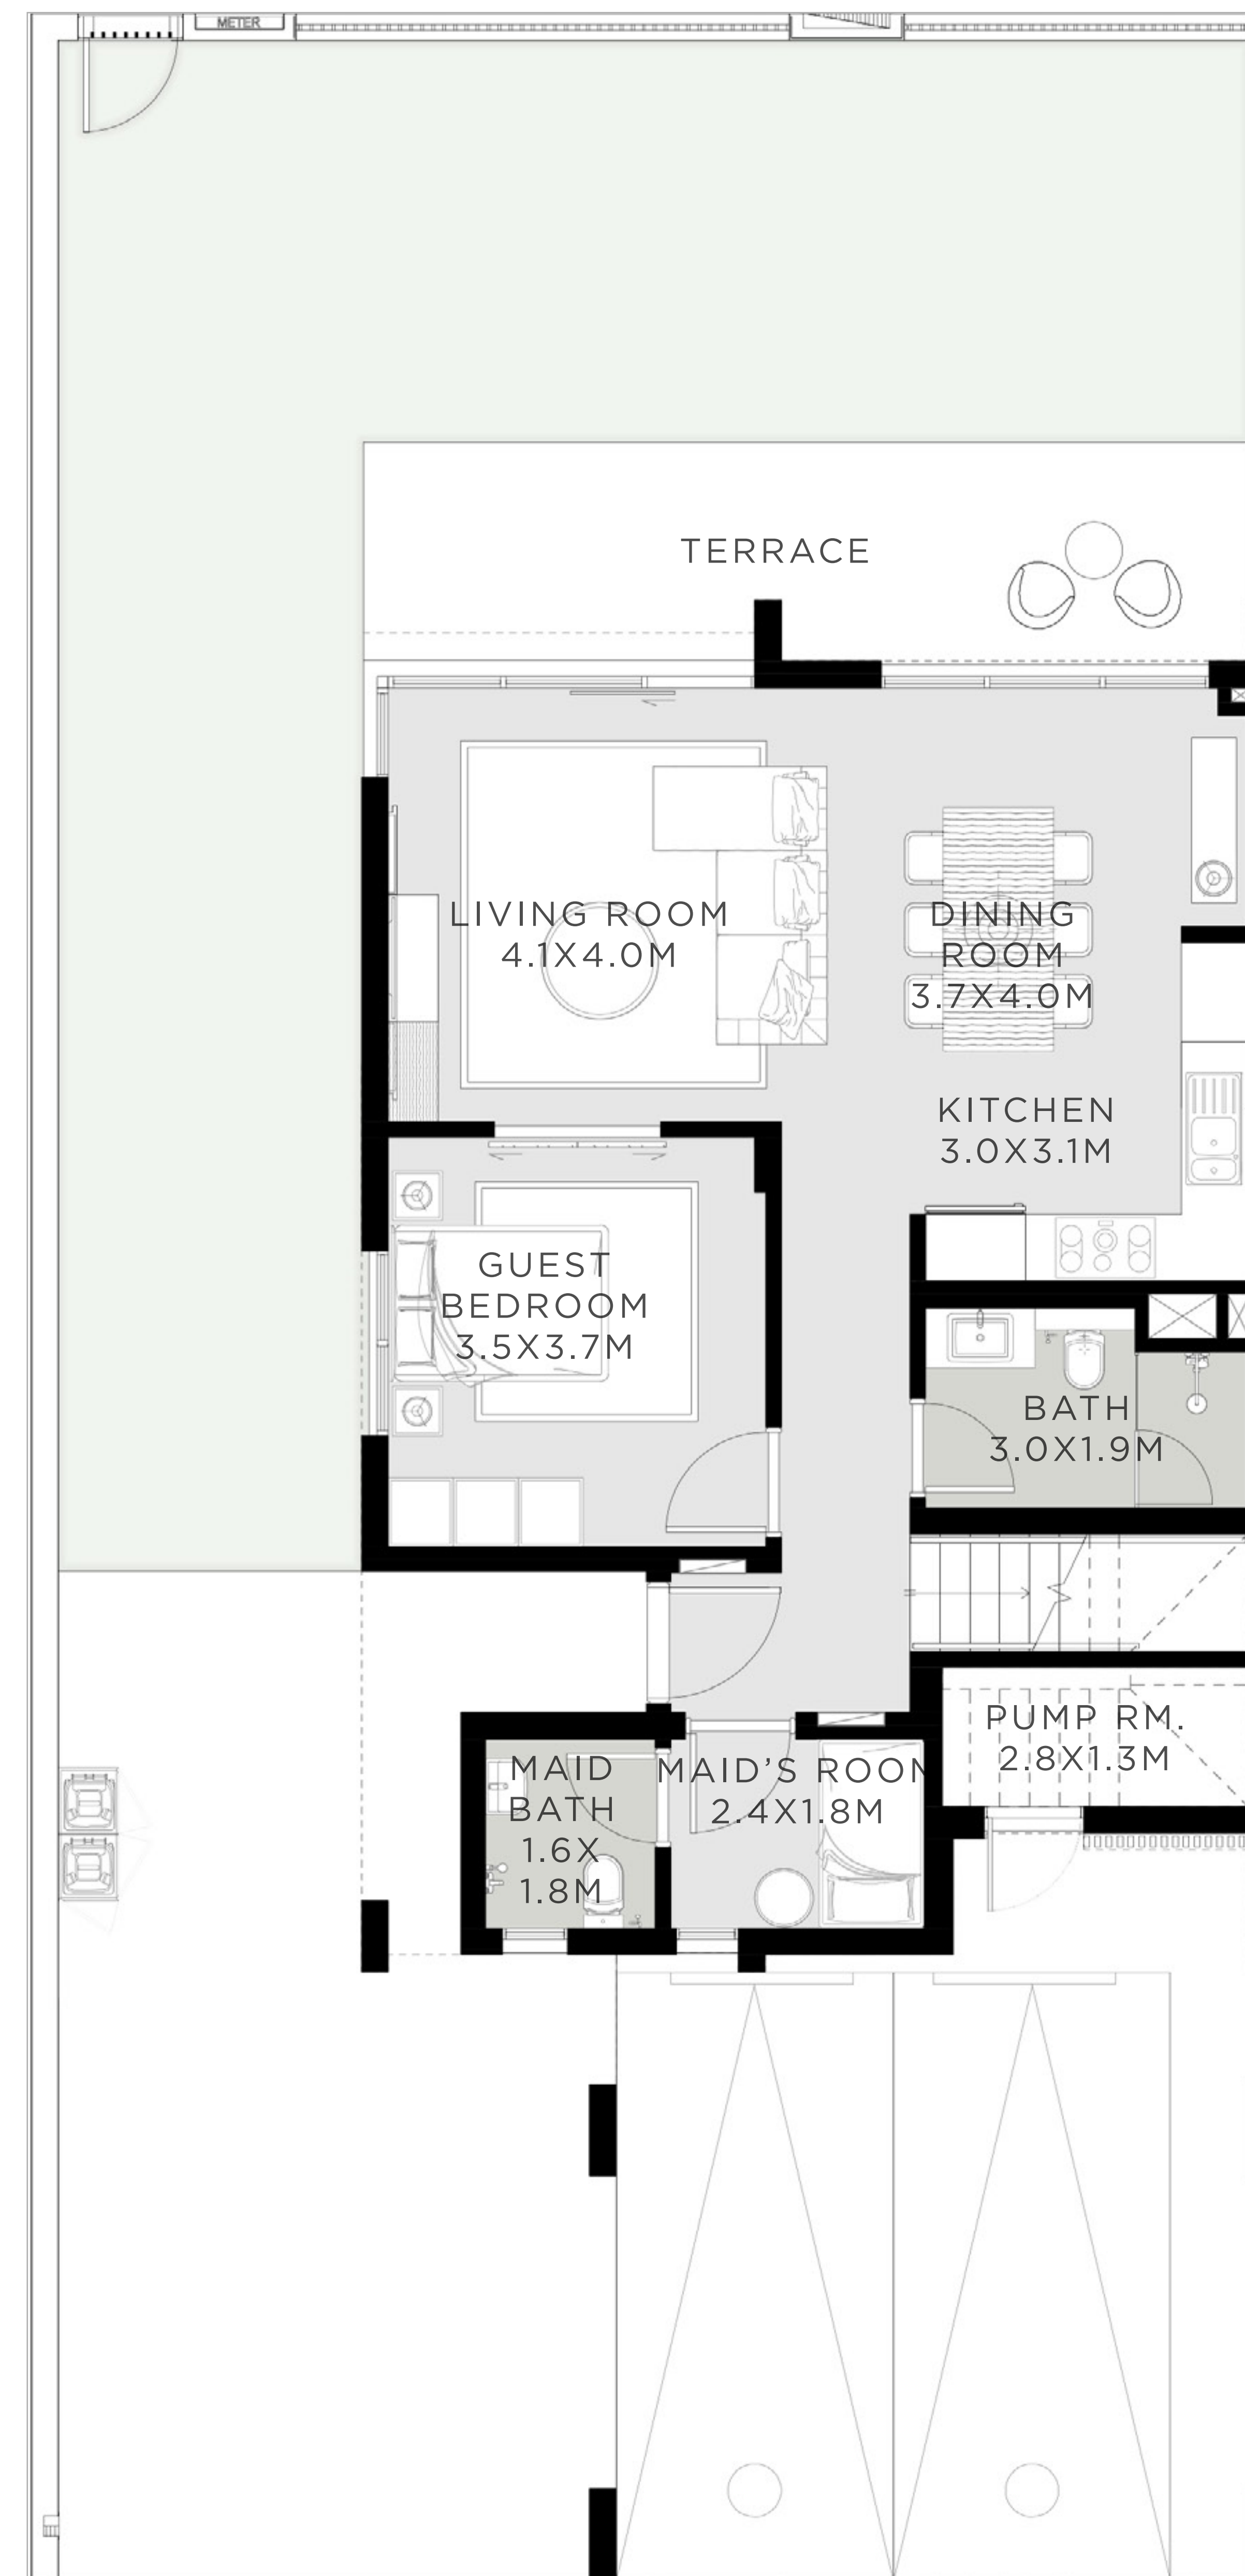 METER
TERRACE
LIVING ROOM
4.1X4.0M
DINING
ROOM
3.7X4.0M
KITCHEN
3.0X3.1M
GUEST
BEDROOM
3.5X3.7M
BATH
3.0X1.9M
PUMP RM.
2.8X1.3M
MAID
BATH
1.6X
1.8M
MAID'S ROOM
2.4X1.8M